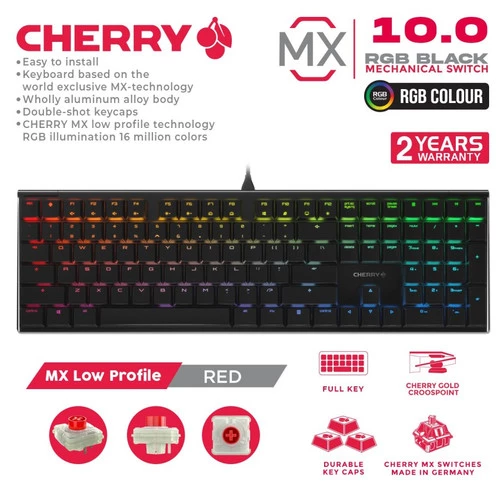 CHERRY
•Easy to install
•Keyboard based on the
world exclusive MX-technology
•Wholly aluminum alloy body
•Double-shot keycaps
•CHERRY MX low profile technology
RGB illumination 16 million colors
MX
10.0
RGB BLACK
MECHANICAL SWITCH
RGB
Colour
RGB COLOUR
2 YEARS
WARRANTY
CHERRY
MX Low Profile
RED
FULL KEY
CHERRY GOLD
CROOSPOINT
DURABLE
KEY CAPS
CHERRY MX SWITCHES
MADE IN GERMANY